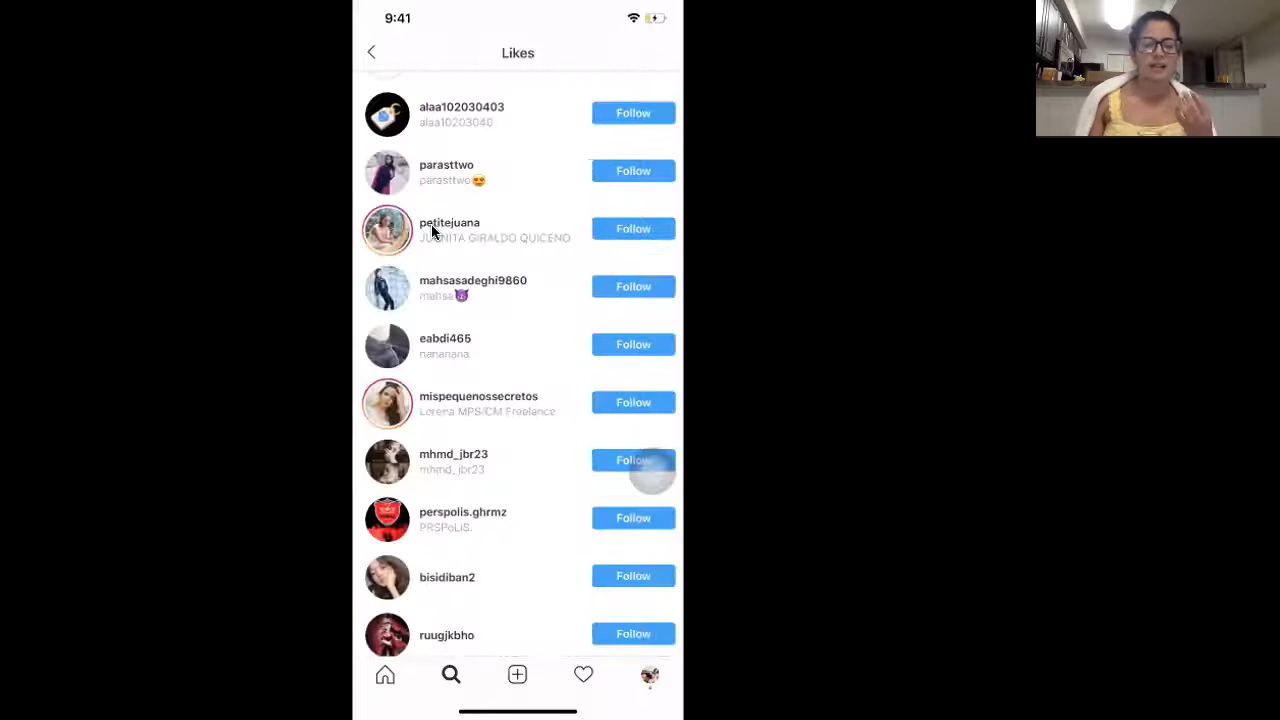 9:41
Likes
alaa102030403
alaa10203040
Follow
parasttwo
parasttwo😍
Follow
petitejuana
GIRALDO QUICENO
Follow
mahsasadeghi9860
mahsa😈
Follow
eabdi465
nananana.
Follow
mispequenossecretos
Lorena MPS/CM Freelance
Follow
mhmd_jbr23
mhmd_jbr23
Follow
perspolis.ghrmz
PRSPoLiS.
Follow
bisidiban2
Follow
ruugjkbho
Follow